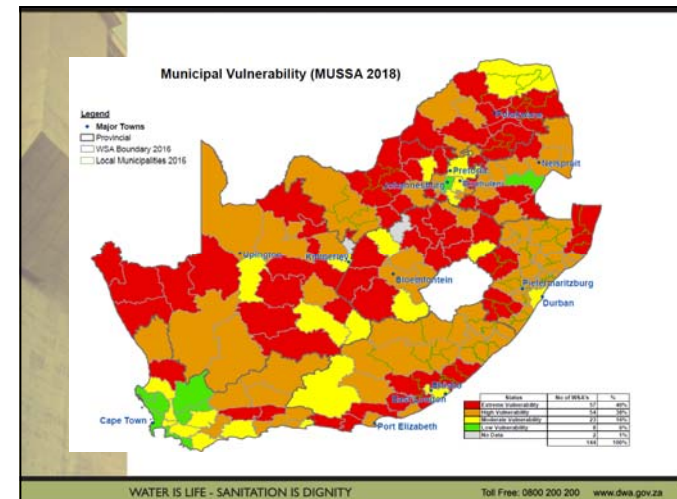 Municipal Vulnerability (MUSSA 2018)
Legend
Major Towns
Provincial
WSA Boundary 2016
Local Municipalities 2016
Polokwane
Nelspruit
Pretoria
Johannesburg
Upington
Kimberley
Bloemfontein
Pietermaritzburg
Durban
East London
Cape Town
Port Elizabeth
Status No of WSA's %
Extreme Vulnerability 57 40%
High Vulnerability 54 38%
Moderate Vulnerability 23 16%
Low Vulnerability 8 6%
No Data 2 1%
144 100%
WATER IS LIFE - SANITATION IS DIGNITY Toll Free: 0800 200 200 www.dwa.gov.za